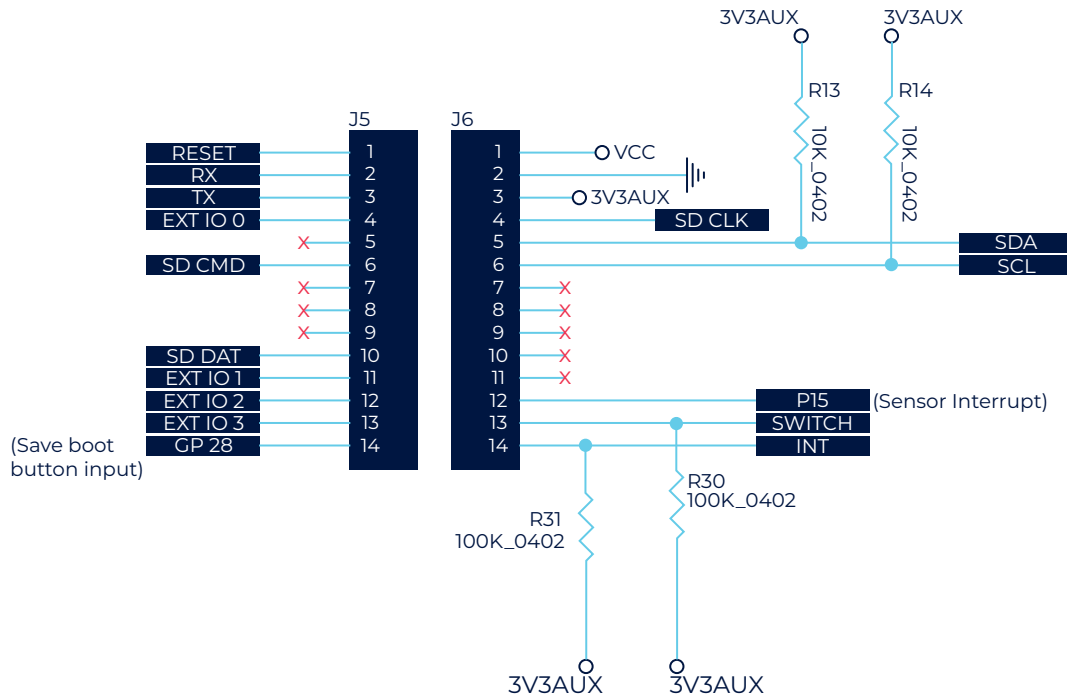 3V3AUX 3V3AUX
R13 R14
10K_0402 10K_0402
J5 J6
RESET 1 1 VCC
RX 2 2
TX 3 3 3V3AUX
EXT IO 0 4 4 SD CLK
X 5 5 SDA
SD CMD 6 6 SCL
X 7 7 X
X 8 8 X
X 9 9 X
SD DAT 10 10 X
EXT IO 1 11 11 X
EXT IO 2 12 12 P15 (Sensor Interrupt)
EXT IO 3 13 13 SWITCH
(Save boot GP 28 14 14 INT
button input)
R30
100K_0402
R31
100K_0402
3V3AUX 3V3AUX